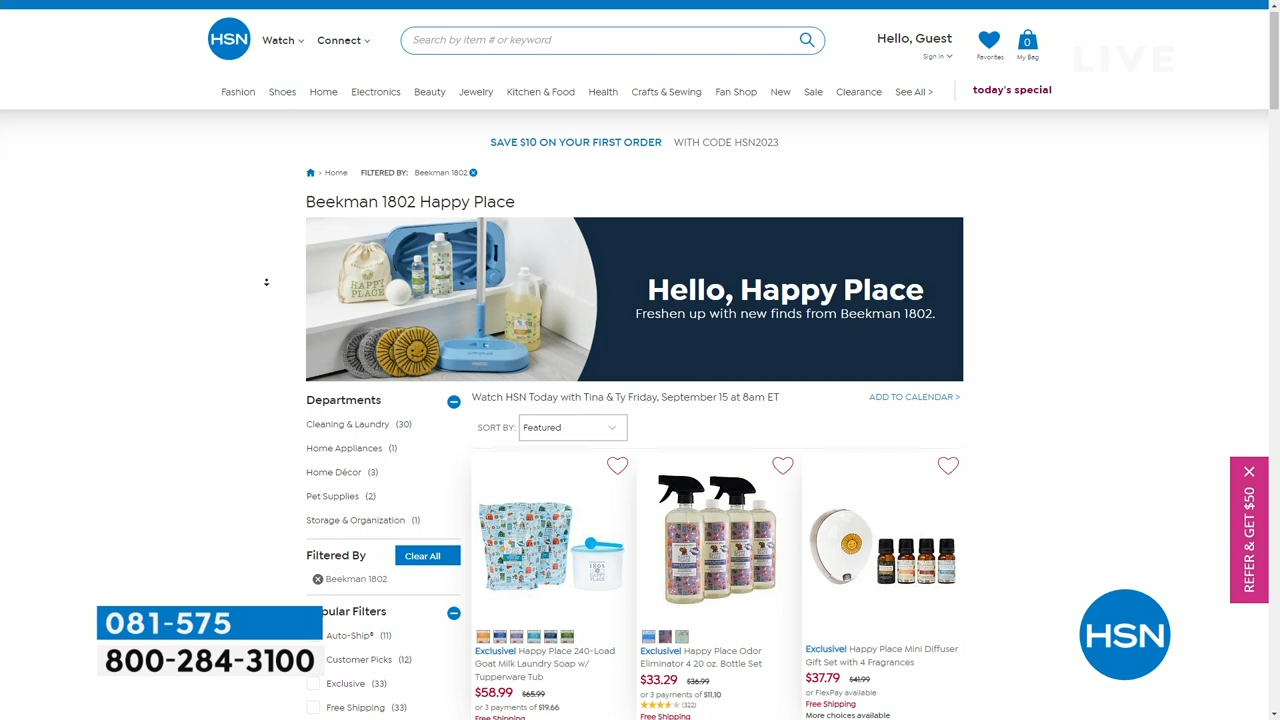 HSN
Watch
Connect
Search by item # or keyword
Hello, Guest
Sign in
Favorites
0
My Bag
LIVE
Fashion
Shoes
Home
Electronics
Beauty
Jewelry
Kitchen & Food
Health
Crafts & Sewing
Fan Shop
New
Sale
Clearance
See All >
today's special
SAVE $10 ON YOUR FIRST ORDER WITH CODE HSN2023
> Home FILTERED BY: Beekman 1802
Beekman 1802 Happy Place
HAPPY
PLACE
Hello, Happy Place
Freshen up with new finds from Beekman 1802.
Departments
Cleaning & Laundry (30)
Home Appliances (1)
Home Décor (3)
Pet Supplies (2)
Storage & Organization (1)
Filtered By
Clear All
Beekman 1802
pular Filters
Auto-Ship® (11)
Customer Picks (12)
Exclusive (33)
Free Shipping (33)
Watch HSN Today with Tina & Ty Friday, September 15 at 8am ET
ADD TO CALENDAR >
SORT BY: Featured
Exclusive! Happy Place 240-Load
Goat Milk Laundry Soap w/
Tupperware Tub
$58.99 $65.99
or 3 payments of $19.66
Free Shipping
Exclusive! Happy Place Odor
Eliminator 4 20 oz. Bottle Set
$33.29 $36.99
or 3 payments of $11.10
(322)
Free Shipping
Exclusive! Happy Place Mini Diffuser
Gift Set with 4 Fragrances
$37.79 $41.99
or FlexPay available
Free Shipping
More choices available
REFER & GET $50
081-575
800-284-3100
HSN